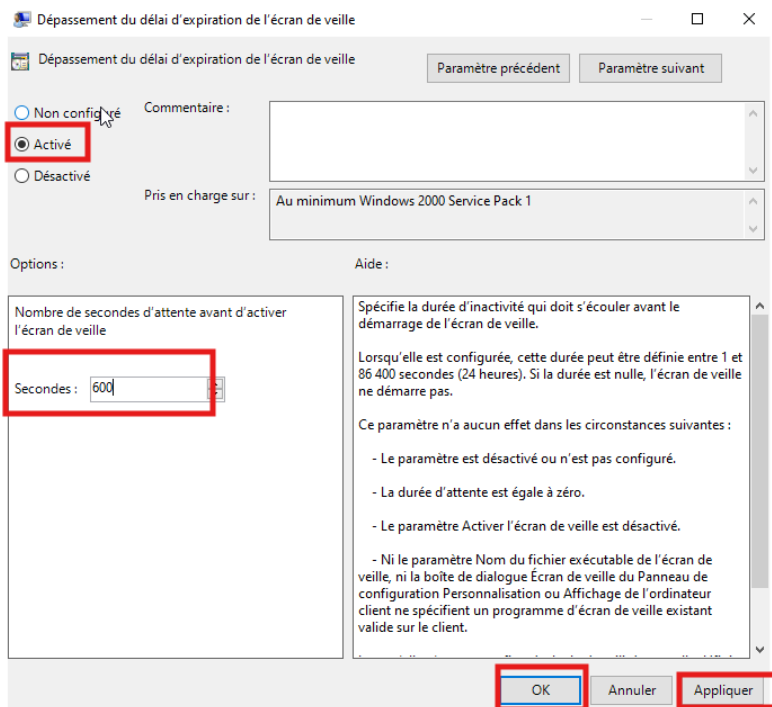 Dépassement du délai d’expiration de l’écran de veille
Dépassement du délai d’expiration de l’écran de veille
Paramètre précédent
Paramètre suivant
Non configuré
Commentaire :
Activé
Désactivé
Pris en charge sur :
Au minimum Windows 2000 Service Pack 1
Options :
Aide :
Nombre de secondes d’attente avant d’activer
l’écran de veille
Secondes :
600
Spécifie la durée d’inactivité qui doit s’écouler avant le
démarrage de l’écran de veille.
Lorsqu’elle est configurée, cette durée peut être définie entre 1 et
86 400 secondes (24 heures). Si la durée est nulle, l’écran de veille
ne démarre pas.
Ce paramètre n’a aucun effet dans les circonstances suivantes :
- Le paramètre est désactivé ou n’est pas configuré.
- La durée d’attente est égale à zéro.
- Le paramètre Activer l’écran de veille est désactivé.
- Ni le paramètre Nom du fichier exécutable de l’écran de
veille, ni la boîte de dialogue Écran de veille du Panneau de
configuration Personnalisation ou Affichage de l’ordinateur
client ne spécifient un programme d’écran de veille existant
valide sur le client.
OK
Annuler
Appliquer